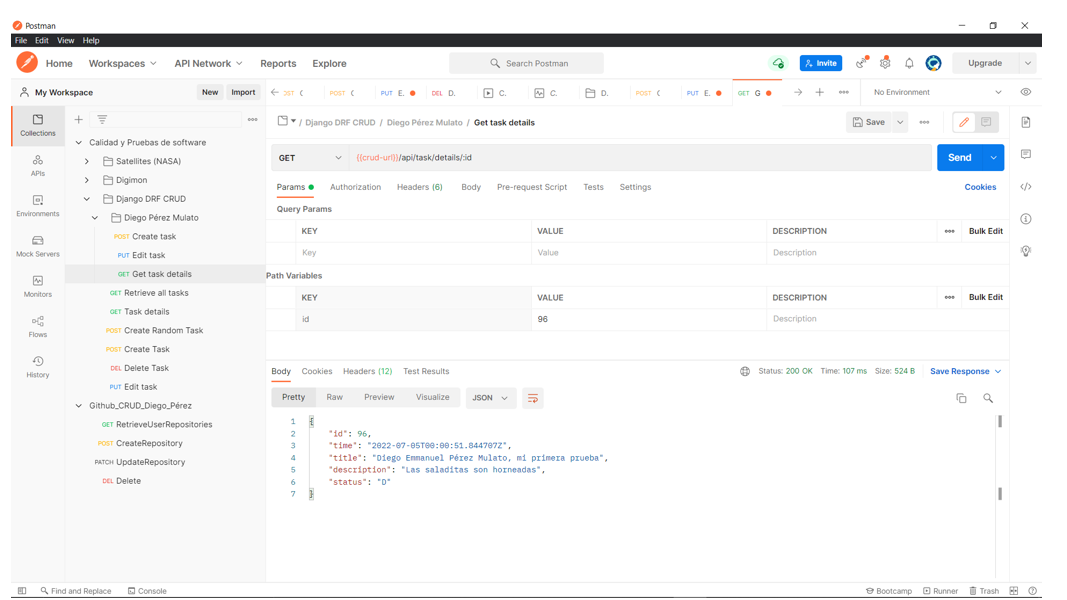 Postman
File Edit View Help
Home Workspaces API Network Reports Explore Search Postman Invite Upgrade
My Workspace New Import
OST C POST C PUT E. DEL D. C. C. D. POST C PUT E. GET G No Environment
Collections
APIs
Environments
Mock Servers
Monitors
Flows
History
Calidad y Pruebas de software
Satellites (NASA)
Digimon
Django DRF CRUD
Diego Pérez Mulato
POST Create task
PUT Edit task
GET Get task details
GET Retrieve all tasks
GET Task details
POST Create Random Task
POST Create Task
DEL Delete Task
PUT Edit task
Github_CRUD_Diego_Pérez
GET RetrieveUserRepositories
POST CreateRepository
PATCH UpdateRepository
DEL Delete
/ Django DRF CRUD / Diego Pérez Mulato / Get task details Save
GET {{crud-url}}/api/task/details/:id Send
Params Authorization Headers (6) Body Pre-request Script Tests Settings Cookies
Query Params
KEY VALUE DESCRIPTION Bulk Edit
Key Value Description
Path Variables
KEY VALUE DESCRIPTION Bulk Edit
id 96 Description
Body Cookies Headers (12) Test Results Status: 200 OK Time: 107 ms Size: 524 B Save Response
Pretty Raw Preview Visualize JSON
1 {
2 "id": 96,
3 "time": "2022-07-05T00:00:51.844707Z",
4 "title": "Diego Emmanuel Pérez Mulato, mi primera prueba",
5 "description": "Las saladitas son horneadas",
6 "status": "D"
7 }
Find and Replace Console Bootcamp Runner Trash